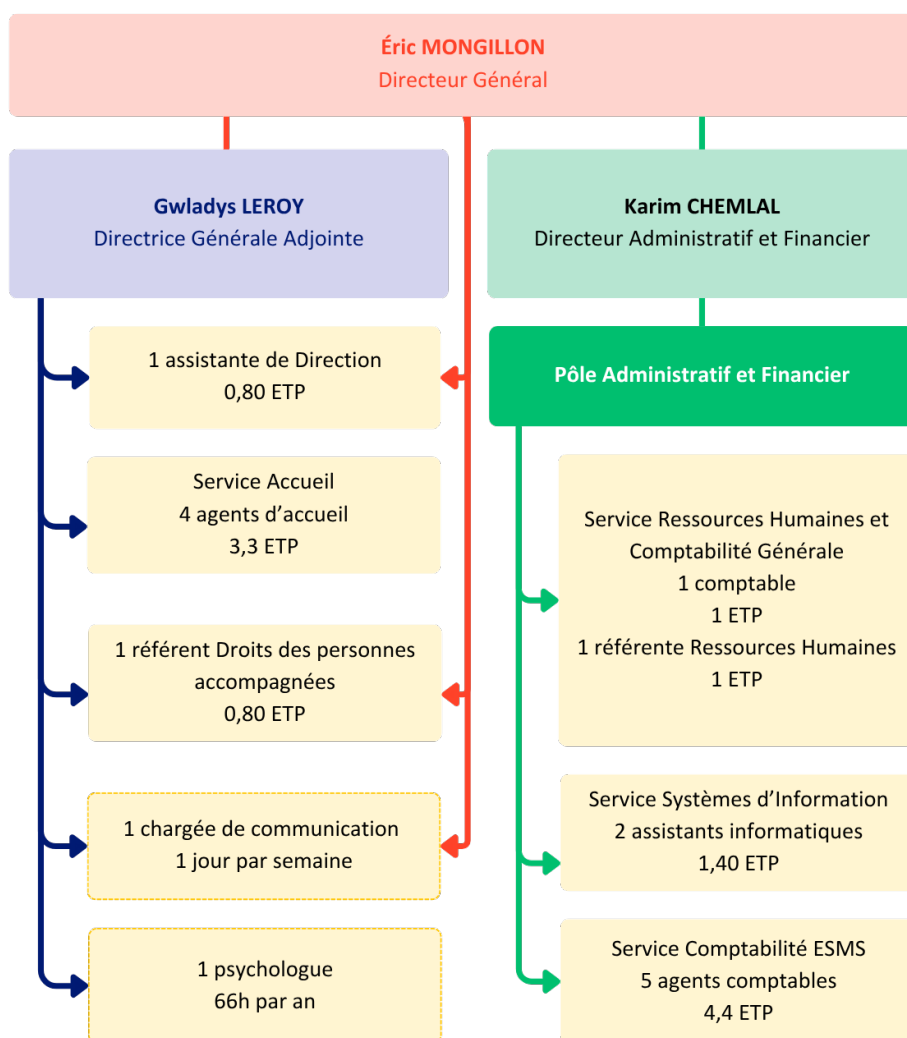 Éric MONGILLON
Directeur Général
Gwladys LEROY
Directrice Générale Adjointe
1 assistante de Direction
0,80 ETP
Service Accueil
4 agents d’accueil
3,3 ETP
1 référent Droits des personnes
accompagnées
0,80 ETP
1 chargée de communication
1 jour par semaine
1 psychologue
66h par an
Karim CHEMLAL
Directeur Administratif et Financier
Pôle Administratif et Financier
Service Ressources Humaines et
Comptabilité Générale
1 comptable
1 ETP
1 référente Ressources Humaines
1 ETP
Service Systèmes d’Information
2 assistants informatiques
1,40 ETP
Service Comptabilité ESMS
5 agents comptables
4,4 ETP